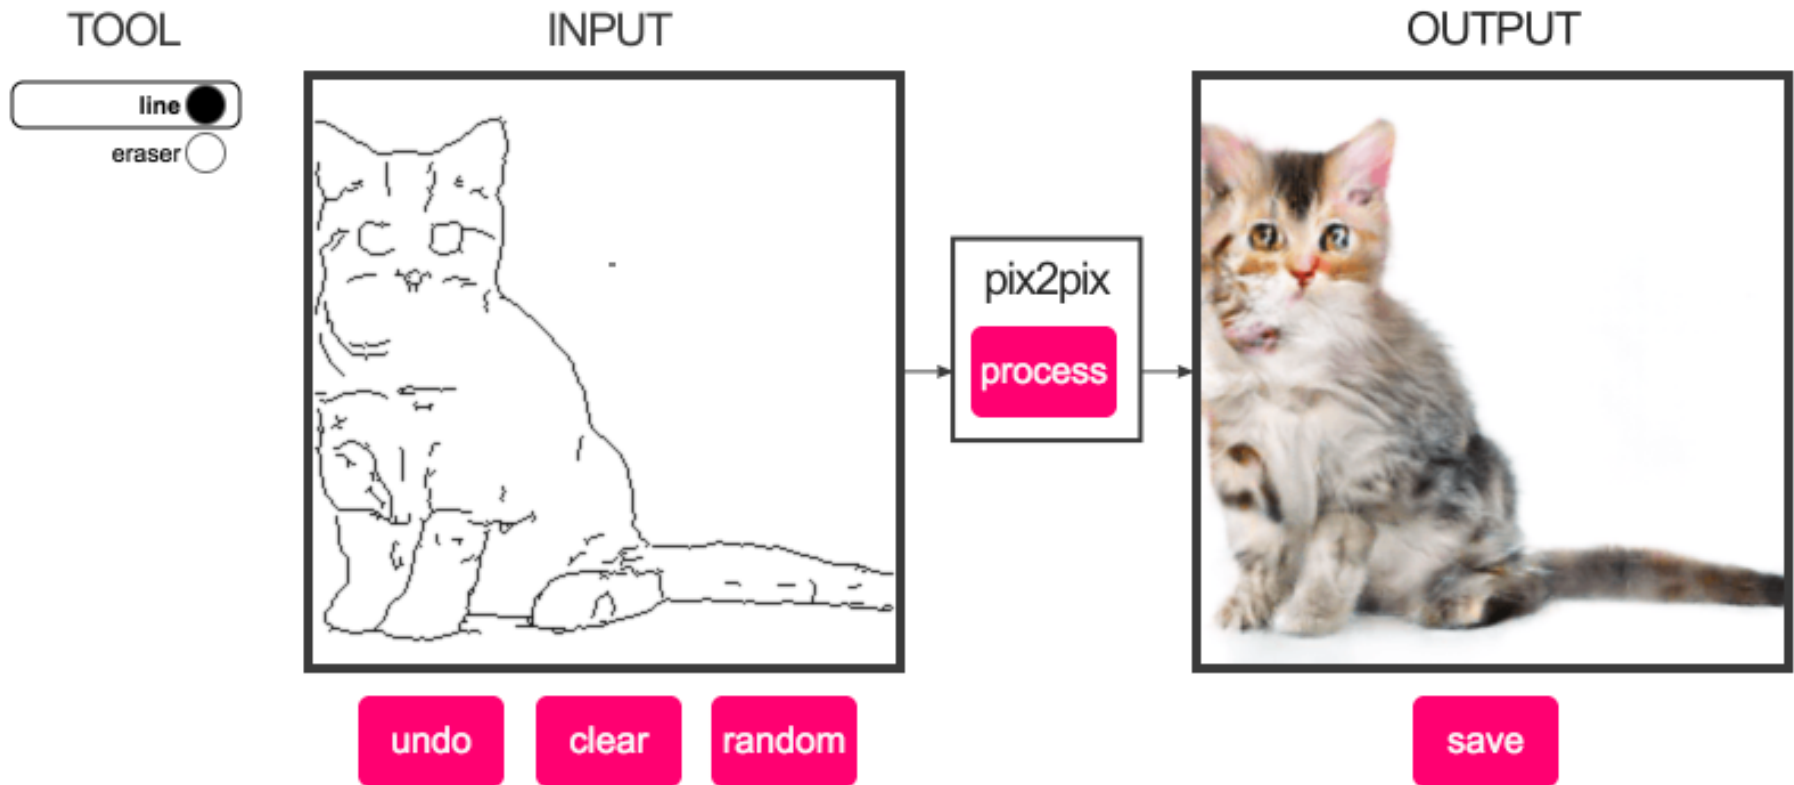 TOOL
INPUT
OUTPUT
line
eraser
pix2pix
process
undo
clear
random
save